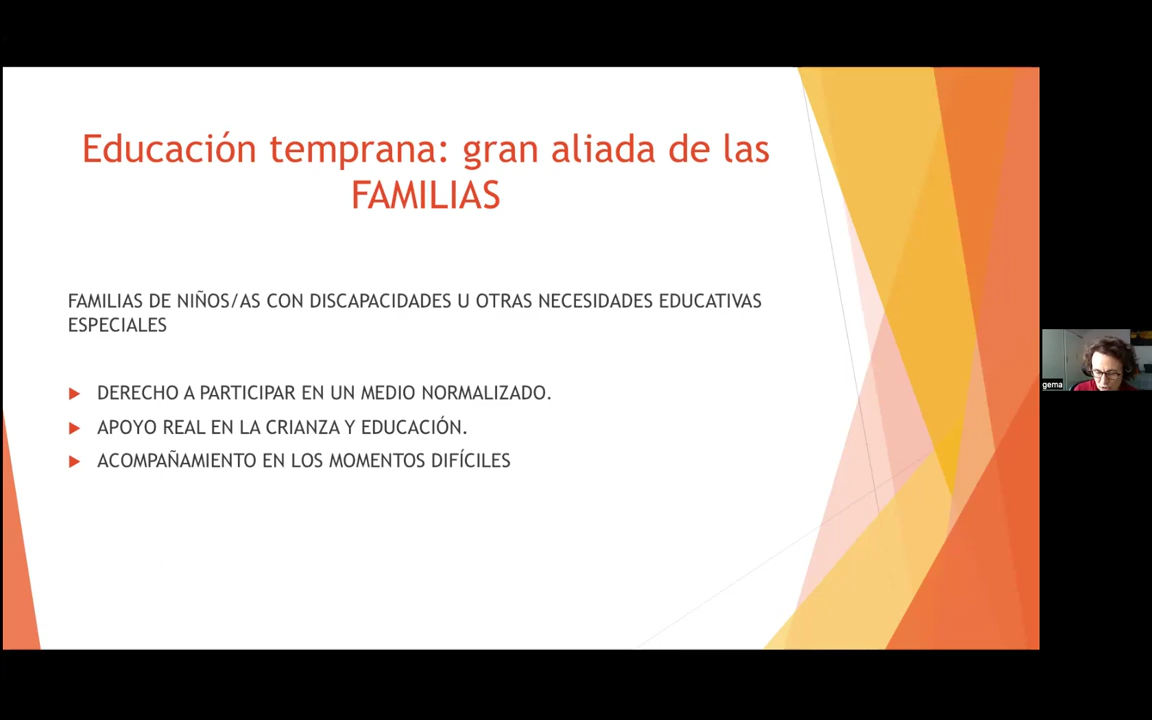 Educación temprana: gran aliada de las
FAMILIAS
FAMILIAS DE NIÑOS/AS CON DISCAPACIDADES U OTRAS NECESIDADES EDUCATIVAS
ESPECIALES
DERECHO A PARTICIPAR EN UN MEDIO NORMALIZADO.
APOYO REAL EN LA CRIANZA Y EDUCACIÓN.
ACOMPAÑAMIENTO EN LOS MOMENTOS DIFÍCILES
gema